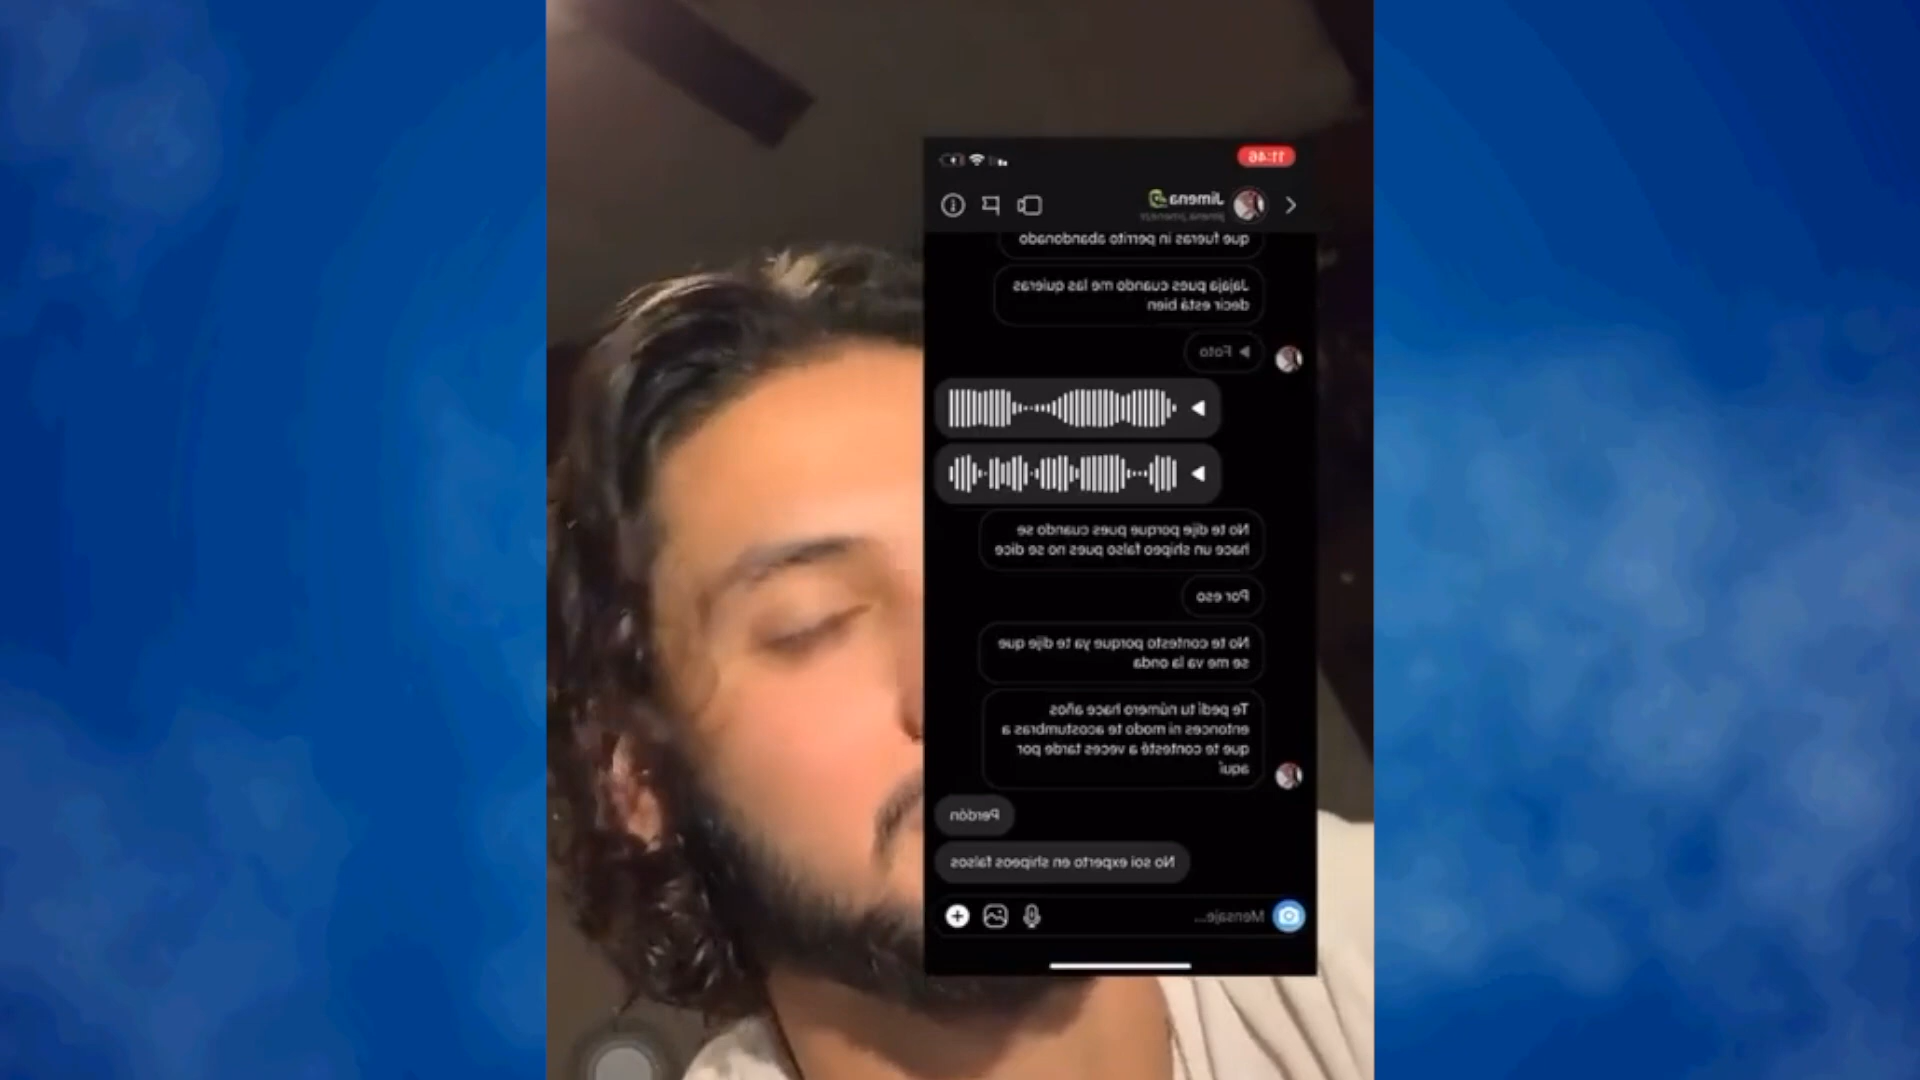 11:46
Jimena
que fueras in perrito abandonado
Jajaja pues cuando me las quieras
decir está bien
Foto
No te dije porque pues cuando se
hace un shipeo falso pues no se dice
Por eso
No te contesto porque ya te dije que
se me va la onda
Te pedí tu número hace años
entonces ni modo te acostumbras a
que te contesté a veces tarde por
aquí
Perdón
No soi experto en shipeos falsos
Mensaje...